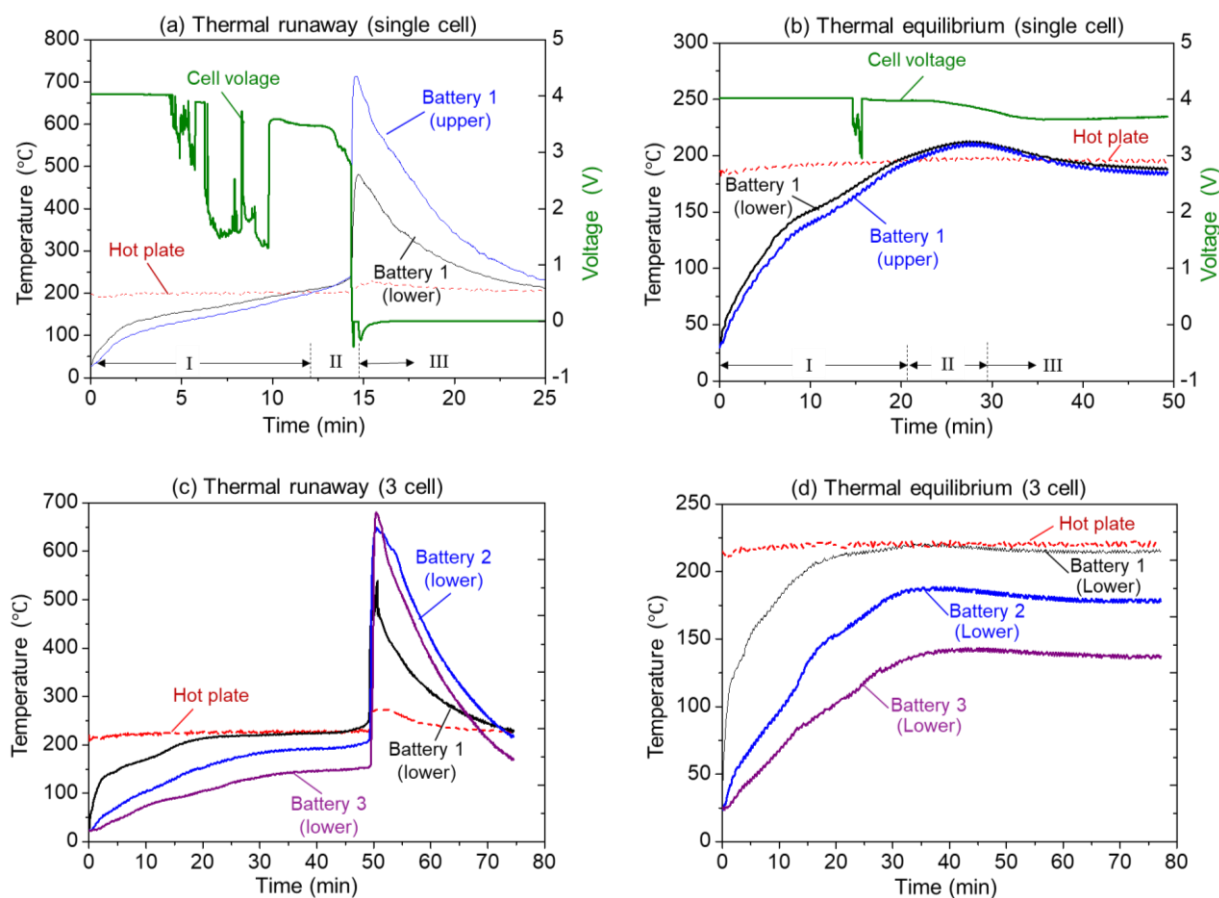 (a) Thermal runaway (single cell)
800
700
600
500
400
300
200
100
0
Temperature (°C)
5
4
3
2
1
0
-1
Voltage (V)
Cell volage
Battery 1
(upper)
Hot plate
Battery 1
(lower)
I
II
III
0 5 10 15 20 25
Time (min)
(b) Thermal equilibrium (single cell)
300
250
200
150
100
50
0
Temperature (°C)
5
4
3
2
1
0
-1
Voltage (V)
Cell voltage
Hot plate
Battery 1
(lower)
Battery 1
(upper)
I
II
III
0 10 20 30 40 50
Time (min)
(c) Thermal runaway (3 cell)
700
600
500
400
300
200
100
0
Temperature (°C)
Battery 2
(lower)
Hot plate
Battery 1
(lower)
Battery 3
(lower)
0 10 20 30 40 50 60 70 80
Time (min)
(d) Thermal equilibrium (3 cell)
250
200
150
100
50
0
Temperature (°C)
Hot plate
Battery 1
(Lower)
Battery 2
(Lower)
Battery 3
(Lower)
0 10 20 30 40 50 60 70 80
Time (min)